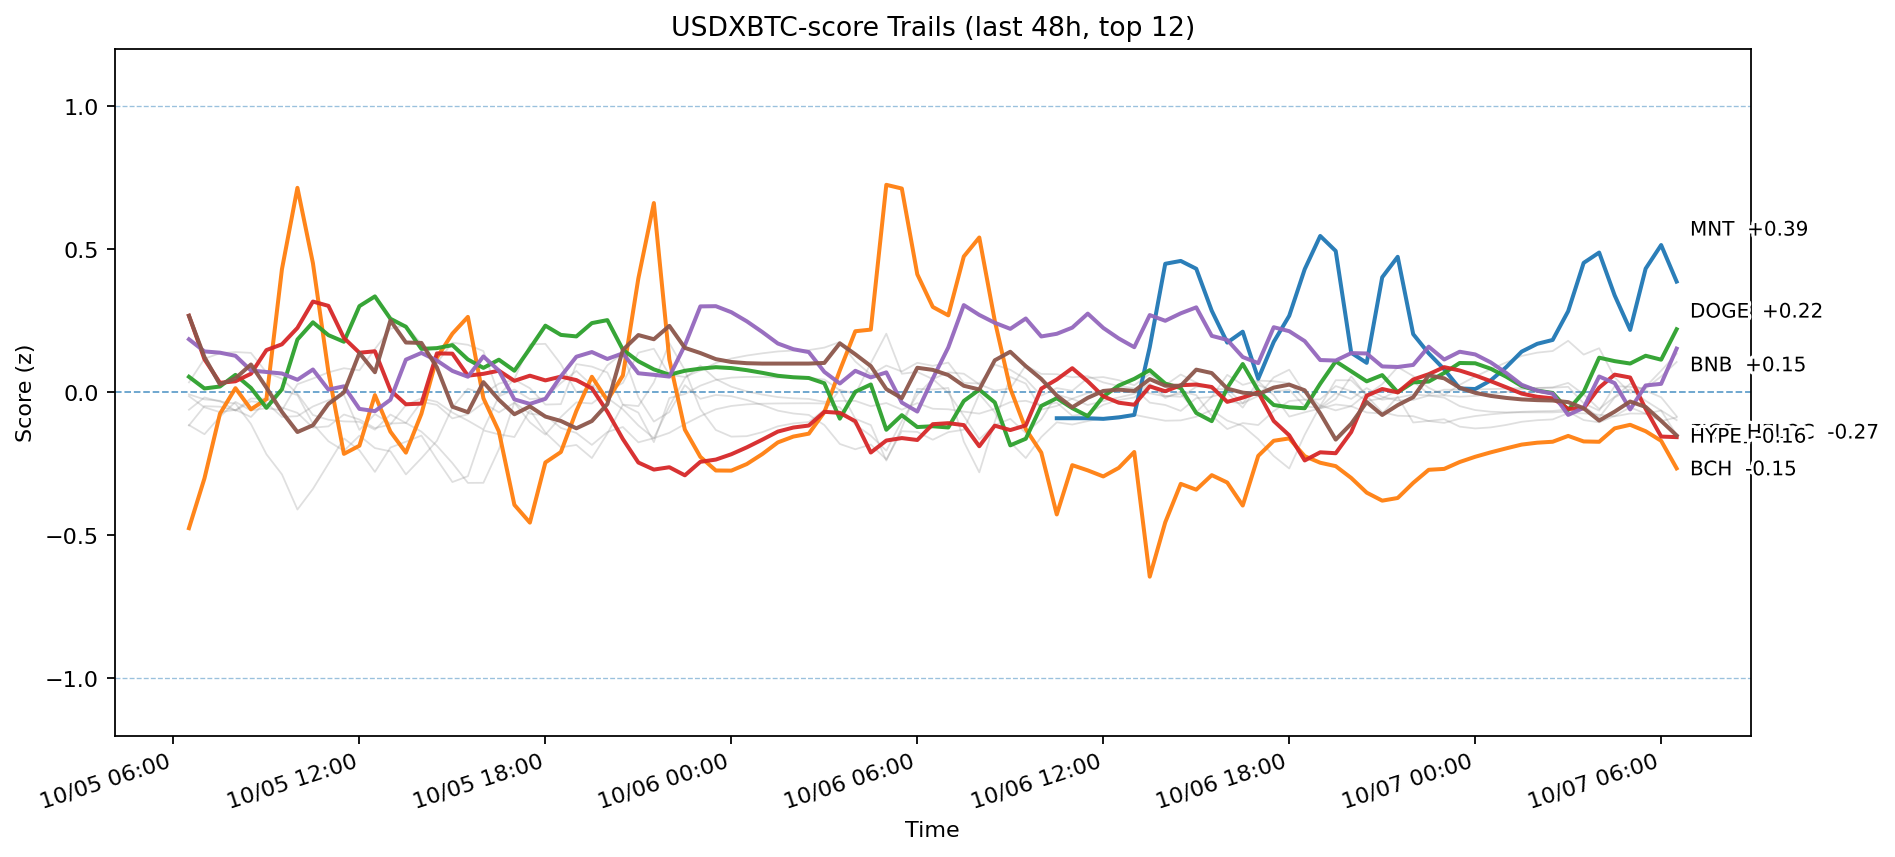 USDXBTC-score Trails (last 48h, top 12)
Score (z)
1.0
0.5
0.0
−0.5
−1.0
MNT +0.39
DOGE +0.22
BNB +0.15
-0.27
HYPE -0.16
BCH -0.15
10/05 06:00
10/05 12:00
10/05 18:00
10/06 00:00
10/06 06:00
10/06 12:00
10/06 18:00
10/07 00:00
10/07 06:00
Time